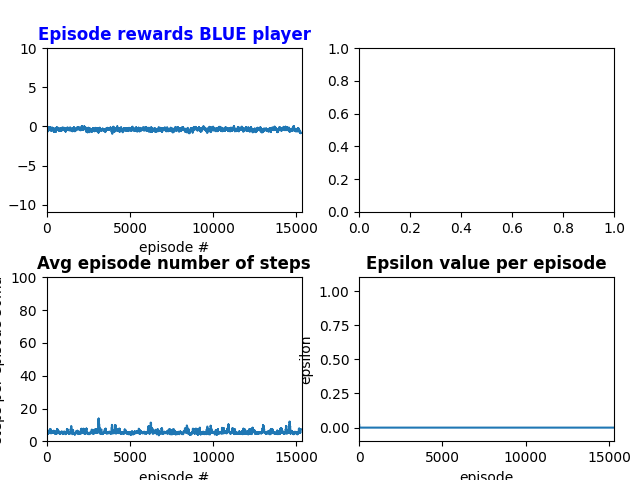 Episode rewards BLUE player
10
5
0
−5
−10
0 5000 10000 15000
episode #
1.0
0.8
0.6
0.4
0.2
0.0
0.0 0.2 0.4 0.6 0.8 1.0
Avg episode number of steps
100
80
60
40
20
0
0 5000 10000 15000
episode #
Epsilon value per episode
epsilon
1.00
0.75
0.50
0.25
0.00
0 5000 10000 15000
episode